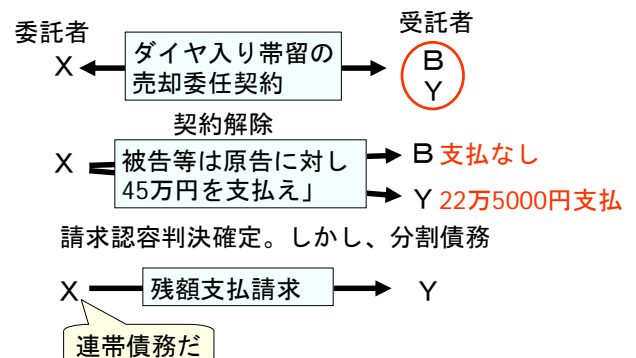 委託者
受託者
X
ダイヤ入り帯留の
売却委任契約
B
Y
契約解除
X
被告等は原告に対し
45万円を支払え」
B 支払なし
Y 22万5000円支払
請求認容判決確定。しかし、分割債務
X
残額支払請求
Y
連帯債務だ